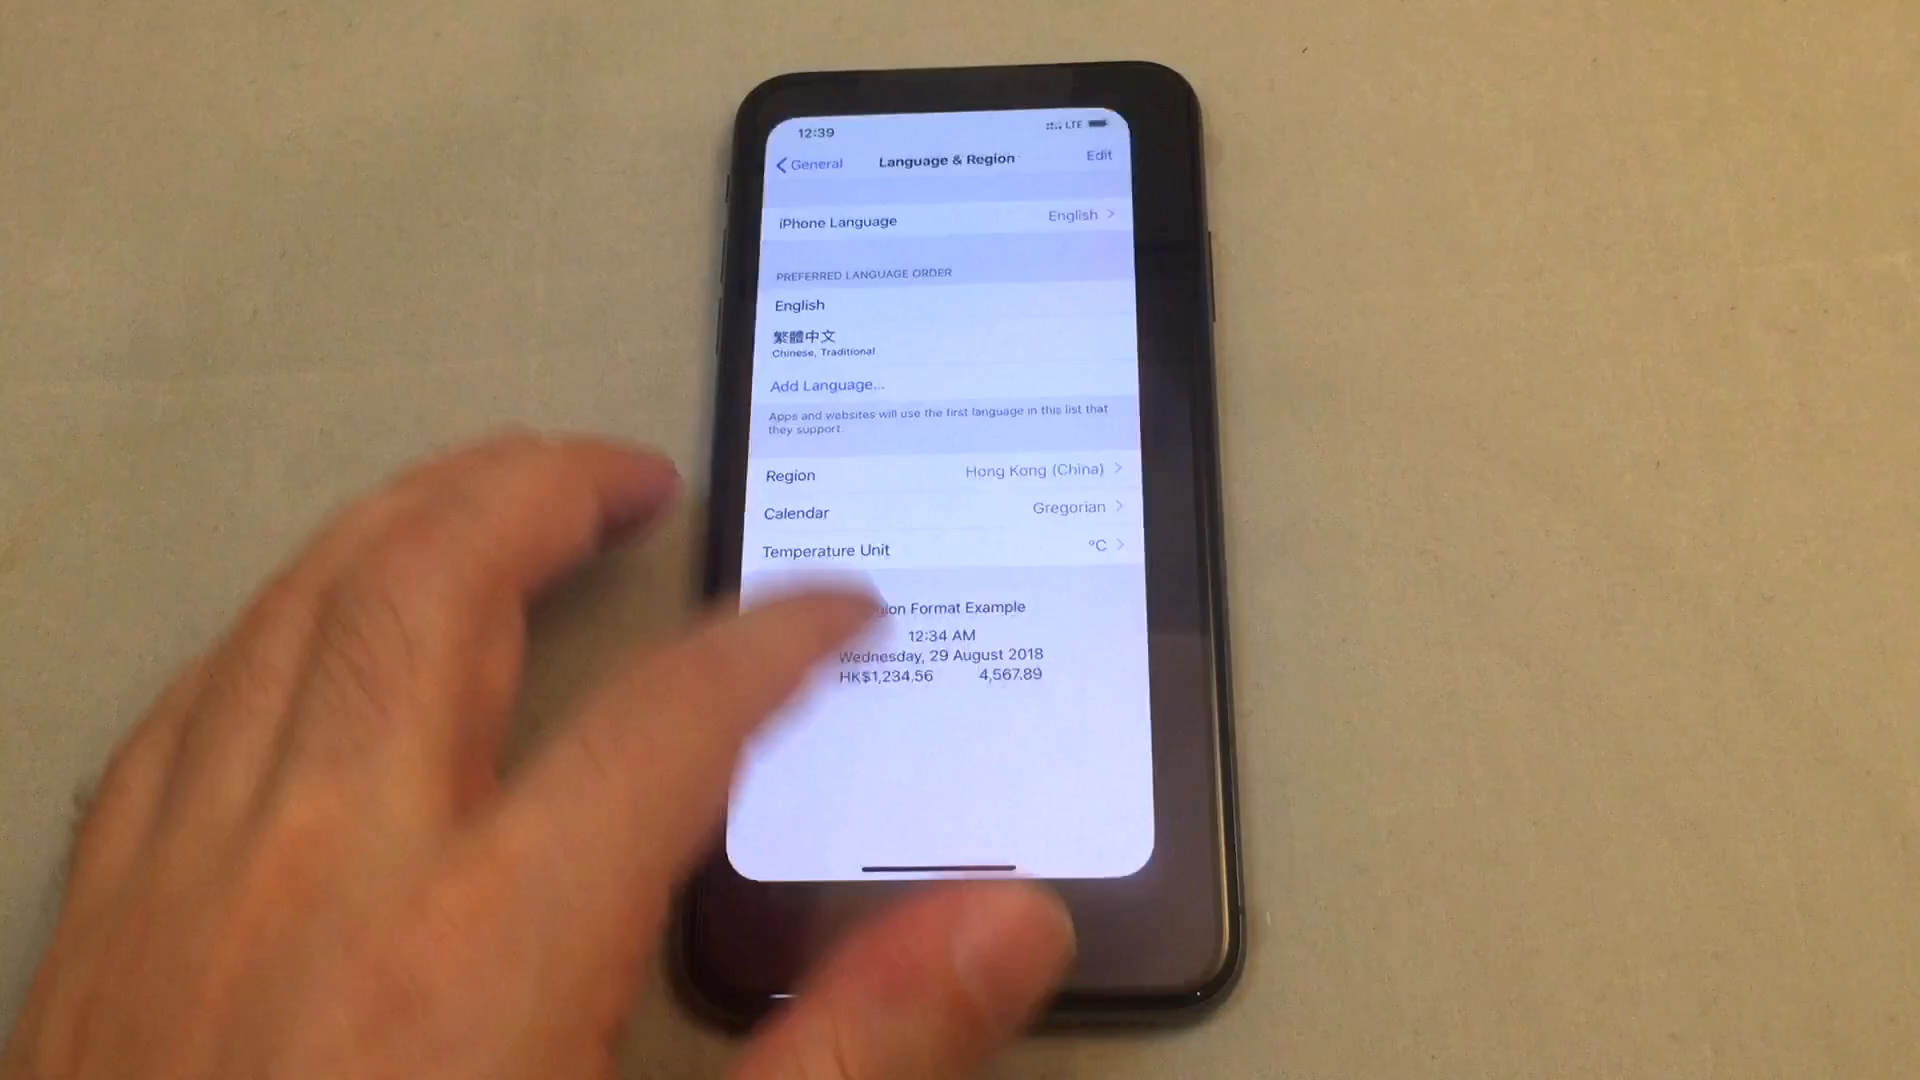 12:39 LTE
General Language & Region Edit
iPhone Language English
PREFERRED LANGUAGE ORDER
English
繁體中文
Chinese, Traditional
Add Language...
Apps and websites will use the first language in this list that
they support.
Region Hong Kong (China)
Calendar Gregorian
Temperature Unit °C
Format Example
12:34 AM
Wednesday, 29 August 2018
HK$1,234.56 4,567.89